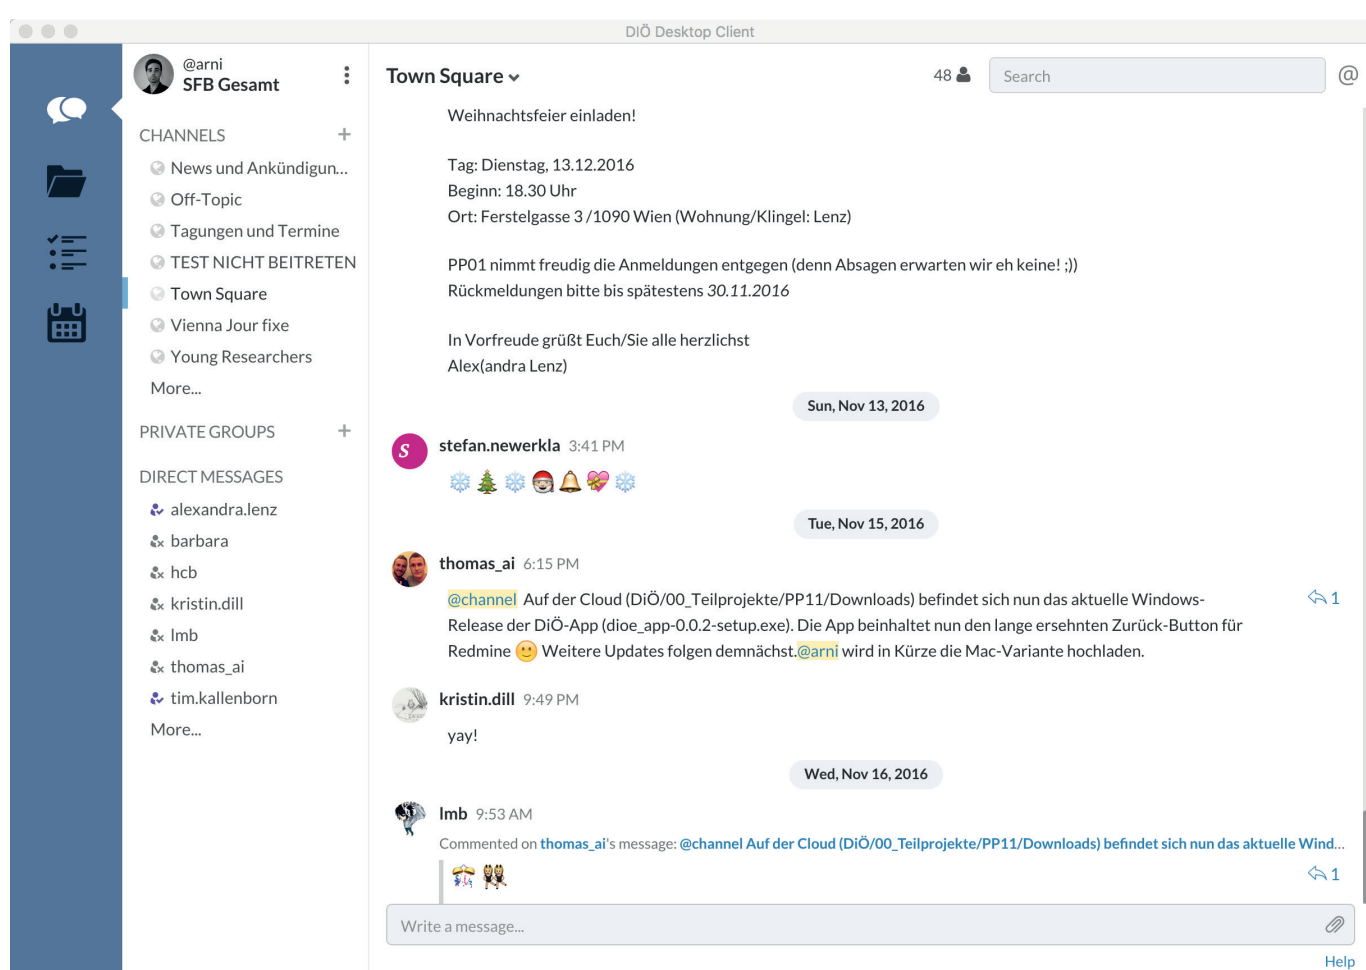 DIÖ Desktop Client
@arni
SFB Gesamt
CHANNELS
News und Ankündigun...
Off-Topic
Tagungen und Termine
TEST NICHT BEITRETEN
Town Square
Vienna Jour fixe
Young Researchers
More...
PRIVATE GROUPS
DIRECT MESSAGES
alexandra.lenz
barbara
hcb
kristin.dill
lmb
thomas_ai
tim.kallenborn
More...
Town Square
48
Search
@
Weihnachtsfeier einladen!
Tag: Dienstag, 13.12.2016
Beginn: 18.30 Uhr
Ort: Ferstelgasse 3 /1090 Wien (Wohnung/Klingel: Lenz)
PP01 nimmt freudig die Anmeldungen entgegen (denn Absagen erwarten wir eh keine! ;))
Rückmeldungen bitte bis spätestens 30.11.2016
In Vorfreude grüßt Euch/Sie alle herzlichst
Alex(andra Lenz)
Sun, Nov 13, 2016
S
stefan.newerkla 3:41 PM
Tue, Nov 15, 2016
thomas_ai 6:15 PM
@channel Auf der Cloud (DiÖ/00_Teilprojekte/PP11/Downloads) befindet sich nun das aktuelle Windows-
1
Release der DiÖ-App (dioe_app-0.0.2-setup.exe). Die App beinhaltet nun den lange ersehnten Zurück-Button für
Redmine 🙂 Weitere Updates folgen demnächst.@arni wird in Kürze die Mac-Variante hochladen.
kristin.dill 9:49 PM
yay!
Wed, Nov 16, 2016
lmb 9:53 AM
Commented on thomas_ai's message: @channel Auf der Cloud (DiÖ/00_Teilprojekte/PP11/Downloads) befindet sich nun das aktuelle Wind...
1
Write a message...
Help